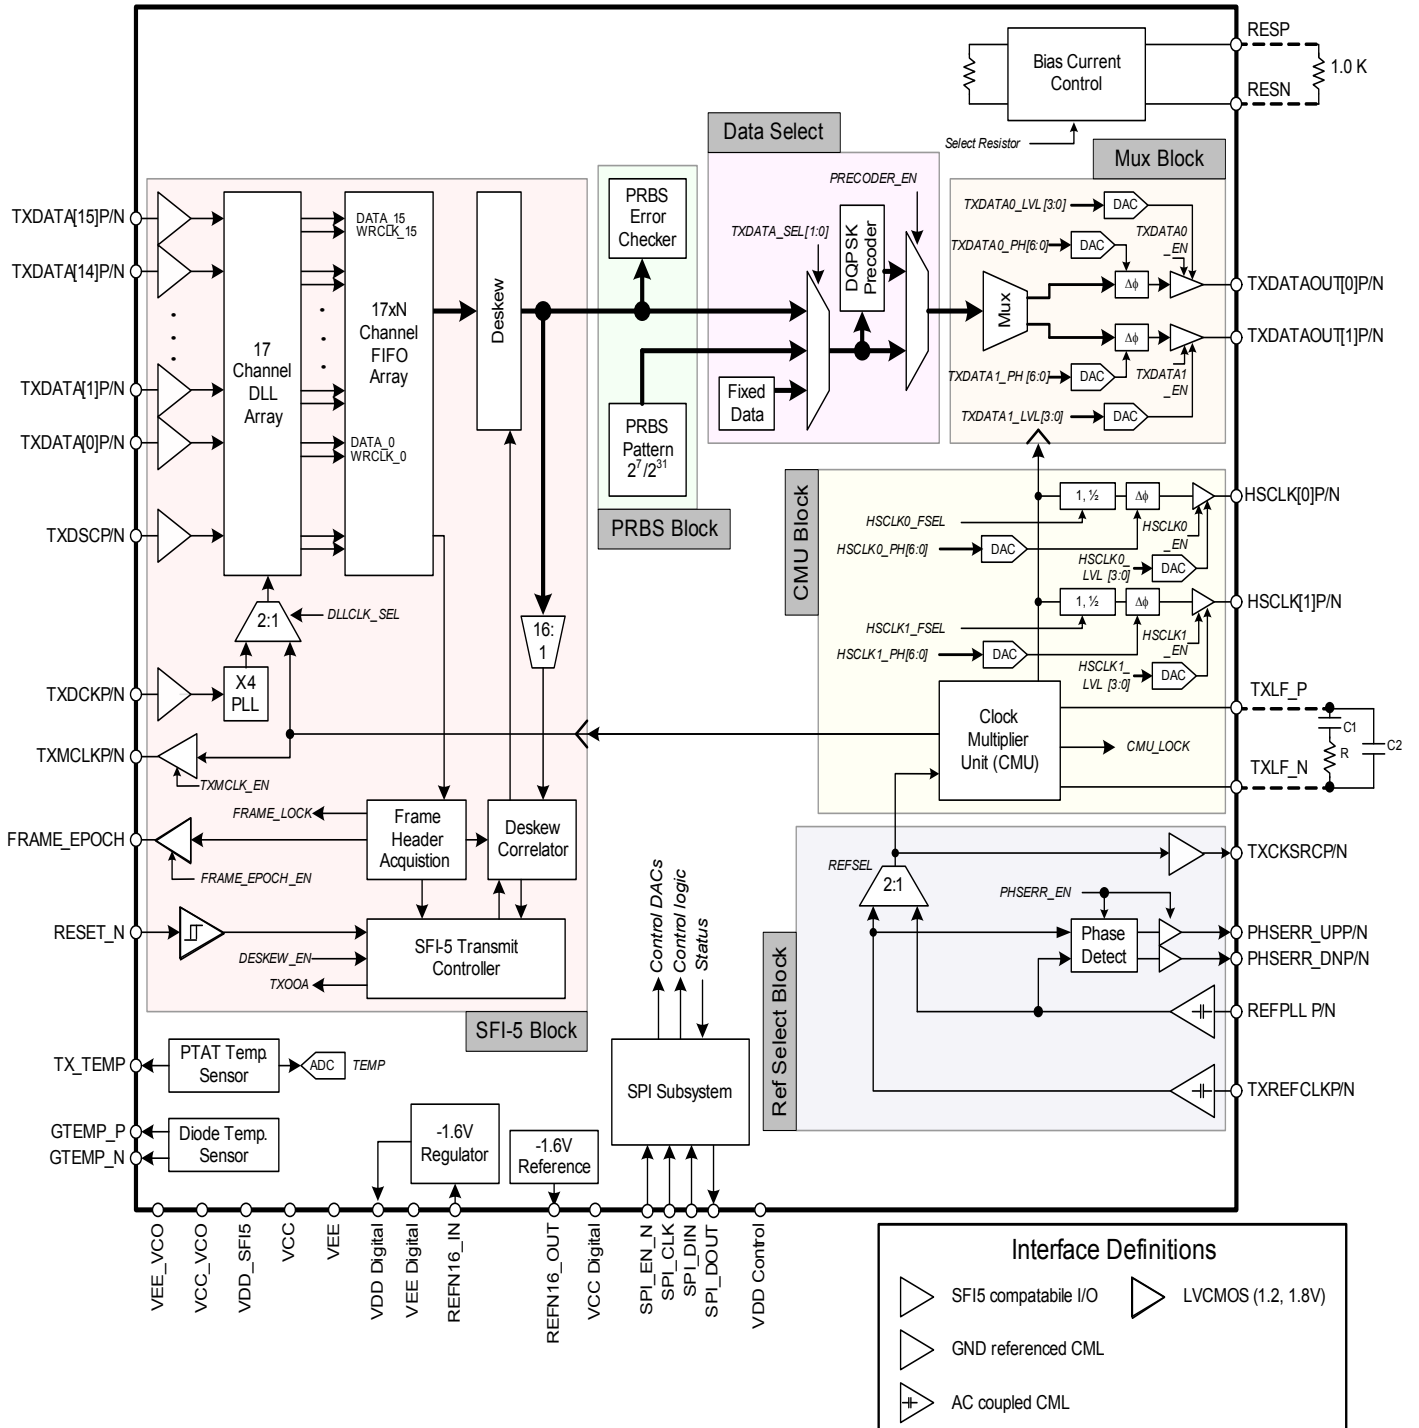 RESP
Bias Current
Control
1.0 K
RESN
Select Resistor
Data Select
Mux Block
PRBS
Error
Checker
PRECODER_EN
TXDATA_SEL[1:0]
DQPSK
Precoder
Fixed
Data
PRBS
Pattern
2^7/2^31
PRBS Block
TXDATA0_LVL[3:0]
DAC
TXDATA0_PH[6:0]
DAC
TXDATA0
_EN
Δϕ
TXDATAOUT[0]P/N
Mux
Δϕ
TXDATAOUT[1]P/N
TXDATA1_PH [6:0]
DAC
TXDATA1
_EN
TXDATA1_LVL[3:0]
DAC
TXDATA[15]P/N
TXDATA[14]P/N
TXDATA[1]P/N
TXDATA[0]P/N
TXDSCP/N
17
Channel
DLL
Array
DATA_15
WRCLK_15
17xN
Channel
FIFO
Array
DATA_0
WRCLK_0
Deskew
2:1
DLLCLK_SEL
16:
1
TXDCKP/N
X4
PLL
TXMCLKP/N
TXMCLK_EN
FRAME_LOCK
FRAME_EPOCH
FRAME_EPOCH_EN
Frame
Header
Acquistion
Deskew
Correlator
RESET_N
DESKEW_EN
TXOOA
SFI-5 Transmit
Controller
SFI-5 Block
CMU Block
1, ½
Δϕ
HSCLK[0]P/N
HSCLK0_FSEL
HSCLK0
_EN
HSCLK0_PH[6:0]
DAC
HSCLK0_
LVL [3:0]
DAC
1, ½
Δϕ
HSCLK[1]P/N
HSCLK1_FSEL
HSCLK1
_EN
HSCLK1_PH[6:0]
DAC
HSCLK1_
LVL [3:0]
DAC
Clock
Multiplier
Unit (CMU)
CMU_LOCK
TXLF_P
C1
R
C2
TXLF_N
Ref Select Block
REFSEL
2:1
TXCKSRCP/N
PHSERR_EN
Phase
Detect
PHSERR_UPP/N
PHSERR_DNP/N
REFPLL P/N
TXREFCLKP/N
TX_TEMP
PTAT Temp.
Sensor
ADC
TEMP
GTEMP_P
GTEMP_N
Diode Temp.
Sensor
-1.6V
Regulator
-1.6V
Reference
Control DACs
Control logic
Status
SPI Subsystem
VEE_VCO
VCC_VCO
VDD_SFI5
VCC
VEE
VDD Digital
VEE Digital
REFN16_IN
REFN16_OUT
VCC Digital
SPI_EN_N
SPI_CLK
SPI_DIN
SPI_DOUT
VDD Control
Interface Definitions
SFI5 compatabile I/O
LVCMOS (1.2, 1.8V)
GND referenced CML
AC coupled CML